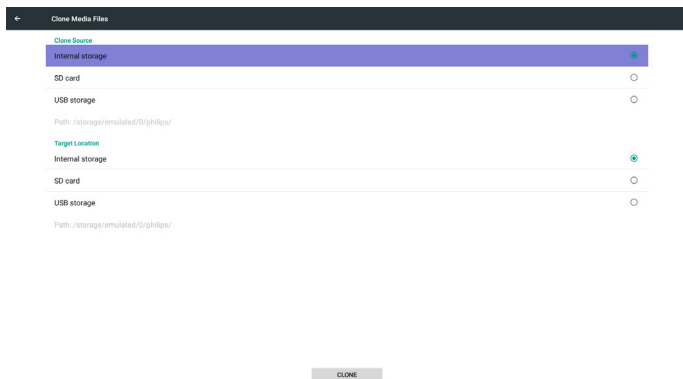 Clone Media Files
Clone Source
Internal storage
SD card
USB storage
Path: /storage/emulated/0/philips/
Target Location
Internal storage
SD card
USB storage
Path: /storage/emulated/0/philips/
CLONE